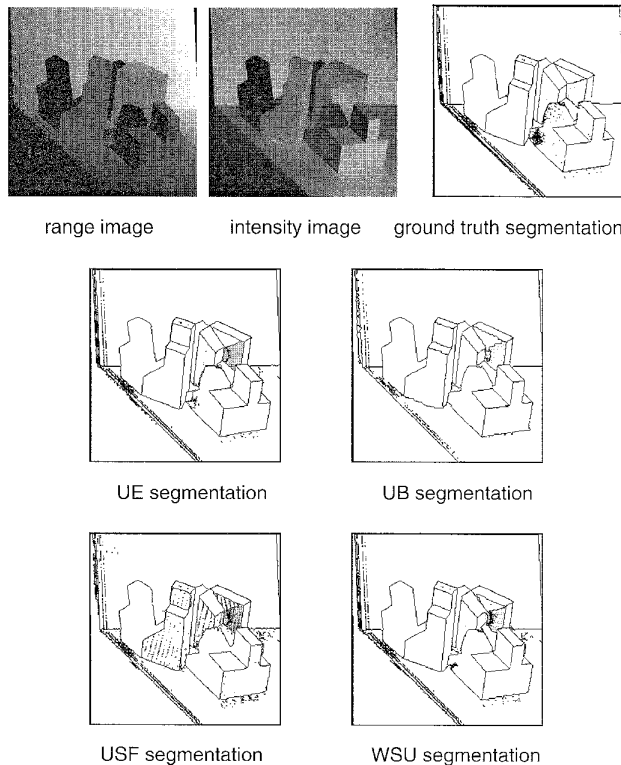 range image
intensity image
ground truth segmentation
UE segmentation
UB segmentation
USF segmentation
WSU segmentation